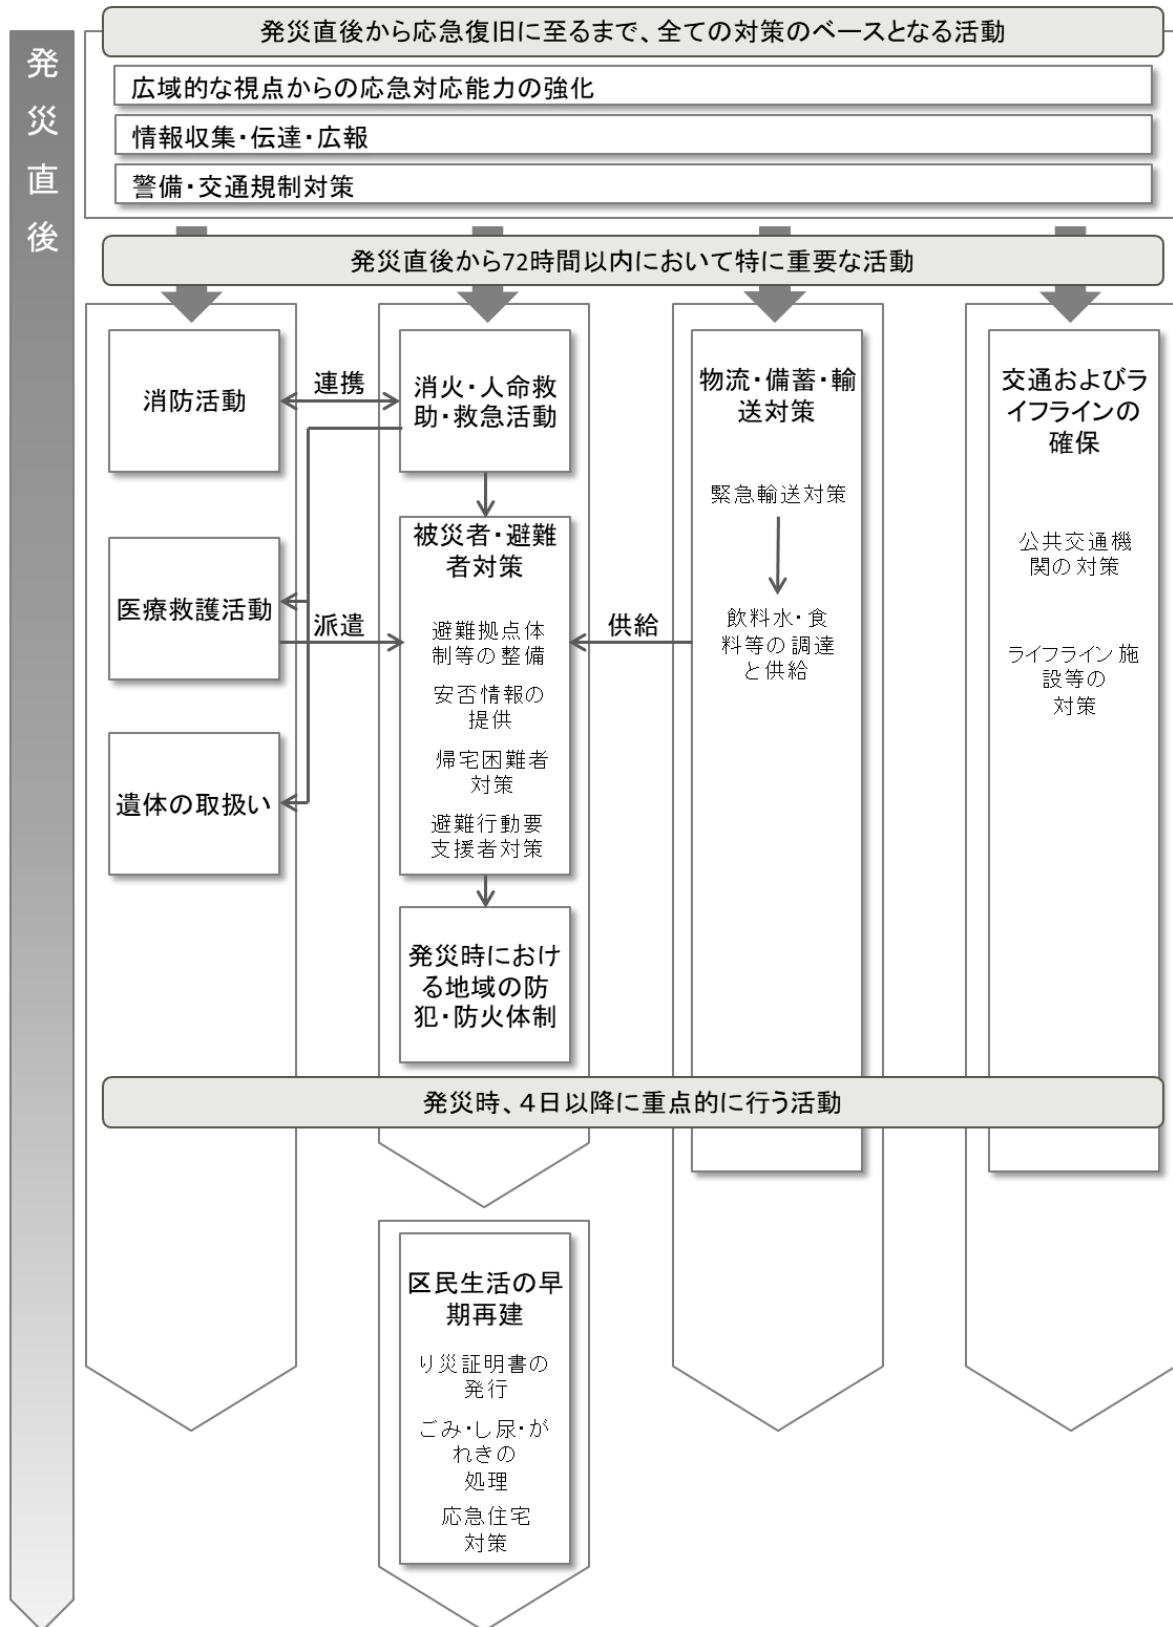 発災直後
発災直後から応急復旧に至るまで、全ての対策のベースとなる活動
広域的な視点からの応急対応能力の強化
情報収集・伝達・広報
警備・交通規制対策
発災直後から72時間以内において特に重要な活動
消防活動
連携
消火・人命救
助・救急活動
物流・備蓄・輸
送対策
交通およびラ
イフラインの
確保
緊急輸送対策
公共交通機
関の対策
被災者・避難
者対策
医療救護活動
派遣
避難拠点体
制等の整備
供給
飲料水・食
料等の調達
と供給
ライフライン施
設等の
対策
安否情報の
提供
帰宅困難者
対策
遺体の取扱い
避難行動要
支援者対策
発災時におけ
る地域の防
犯・防火体制
発災時、4日以降に重点的に行う活動
区民生活の早
期再建
り災証明書の
発行
ごみ・し尿・が
れきの
処理
応急住宅
対策